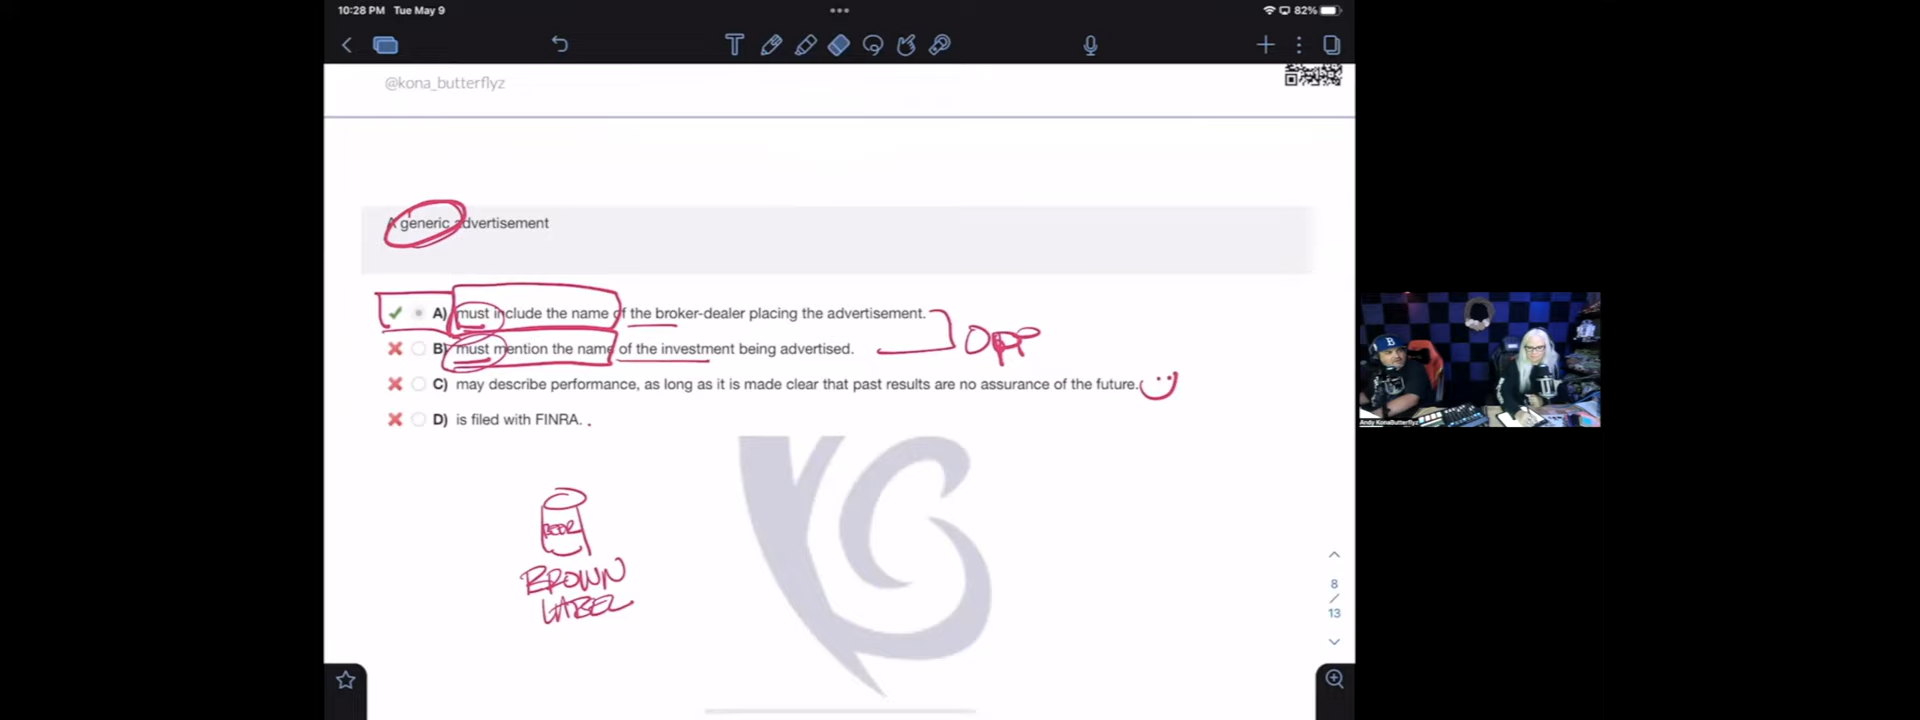 10:28 PM Tue May 9
82%
@kona_butterflyz
A generic advertisement
A) must include the name of the broker-dealer placing the advertisement.
B) must mention the name of the investment being advertised.
OPP
C) may describe performance, as long as it is made clear that past results are no assurance of the future.
D) is filed with FINRA.
BEER
BROWN
LABEL
8
/
13
B
Andy KonaButterflyz